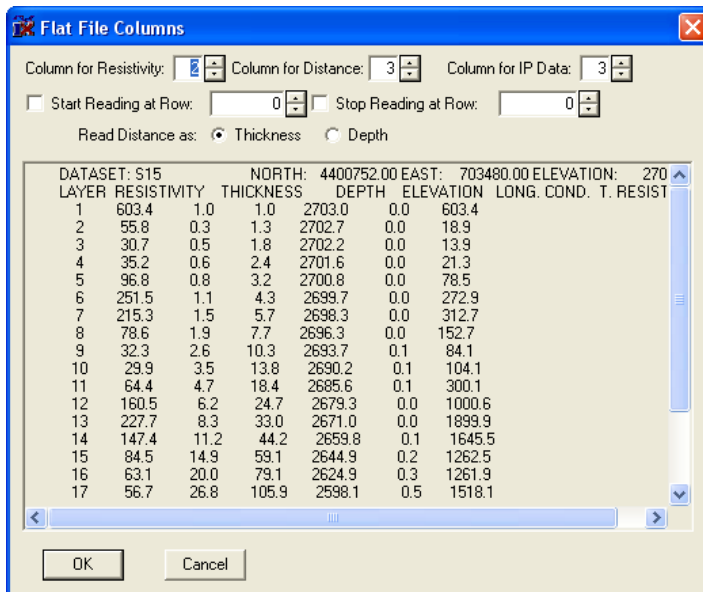 Flat File Columns
Column for Resistivity: 2 Column for Distance: 3 Column for IP Data: 3
Start Reading at Row: 0 Stop Reading at Row: 0
Read Distance as: Thickness Depth
DATASET: S15 NORTH: 4400752.00 EAST: 703480.00 ELEVATION: 270
LAYER RESISTIVITY THICKNESS DEPTH ELEVATION LONG. COND. T. RESIST
1 603.4 1.0 1.0 2703.0 0.0 603.4
2 55.8 0.3 1.3 2702.7 0.0 18.9
3 30.7 0.5 1.8 2702.2 0.0 13.9
4 35.2 0.6 2.4 2701.6 0.0 21.3
5 96.8 0.8 3.2 2700.8 0.0 78.5
6 251.5 1.1 4.3 2699.7 0.0 272.9
7 215.3 1.5 5.7 2698.3 0.0 312.7
8 78.6 1.9 7.7 2696.3 0.0 152.7
9 32.3 2.6 10.3 2693.7 0.1 84.1
10 29.9 3.5 13.8 2690.2 0.1 104.1
11 64.4 4.7 18.4 2685.6 0.1 300.1
12 160.5 6.2 24.7 2679.3 0.0 1000.6
13 227.7 8.3 33.0 2671.0 0.0 1899.9
14 147.4 11.2 44.2 2659.8 0.1 1645.5
15 84.5 14.9 59.1 2644.9 0.2 1262.5
16 63.1 20.0 79.1 2624.9 0.3 1261.9
17 56.7 26.8 105.9 2598.1 0.5 1518.1
OK Cancel